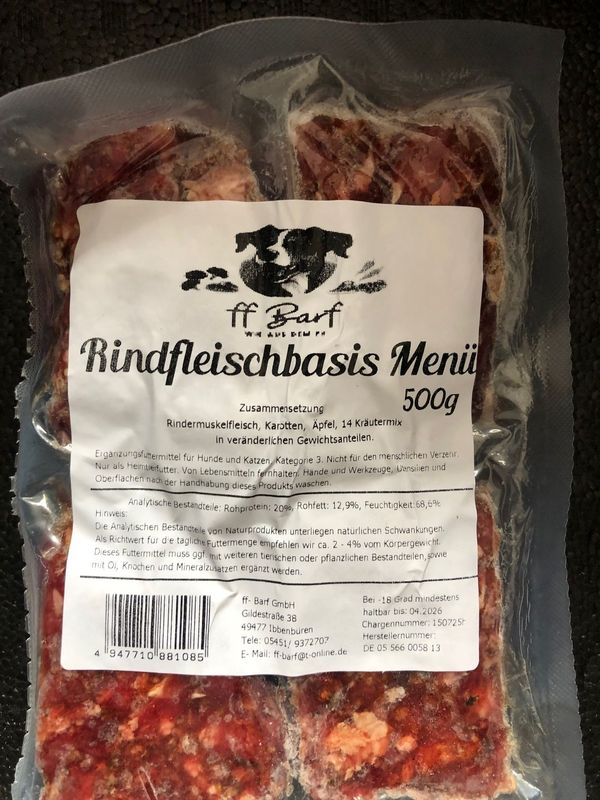 ff Barf
Rindfleischbasis Menü
500g
Zusammensetzung
Rindermuskelfleisch, Karotten, Äpfel, 14 Kräutermix
in veränderlichen Gewichtsanteilen.
Ergänzungsfuttermittel für Hunde und Katzen, Kategorie 3. Nicht für den menschlichen Verzehr.
Nur als Heimtierfutter. Von Lebensmitteln fernhalten. Hände und Werkzeuge, Utensilien und
Oberflächen nach der Handhabung dieses Produkts waschen.
Analytische Bestandteile: Rohprotein: 20%, Rohfett: 12,9%, Feuchtigkeit: 68,6%
Hinweis:
Die Analytischen Bestandteile von Naturprodukten unterliegen natürlichen Schwankungen.
Als Richtwert für die tägliche Futtermenge empfehlen wir ca. 2 - 4% vom Körpergewicht.
Dieses Futtermittel muss ggf. mit weiteren tierischen oder pflanzlichen Bestandteilen, sowie
mit Öl, Knochen und Mineralzusätzen ergänzt werden.
ff- Barf GmbH
Gildestraße 38
49477 Ibbenbüren
Tele: 05451/ 9372707
E- Mail: ff-barf@t-online.de
Bei -18 Grad mindestens
haltbar bis: 04.2026
Chargennummer: 150725r
Herstellernummer:
DE 05 566 0058 13
4 947710 881085